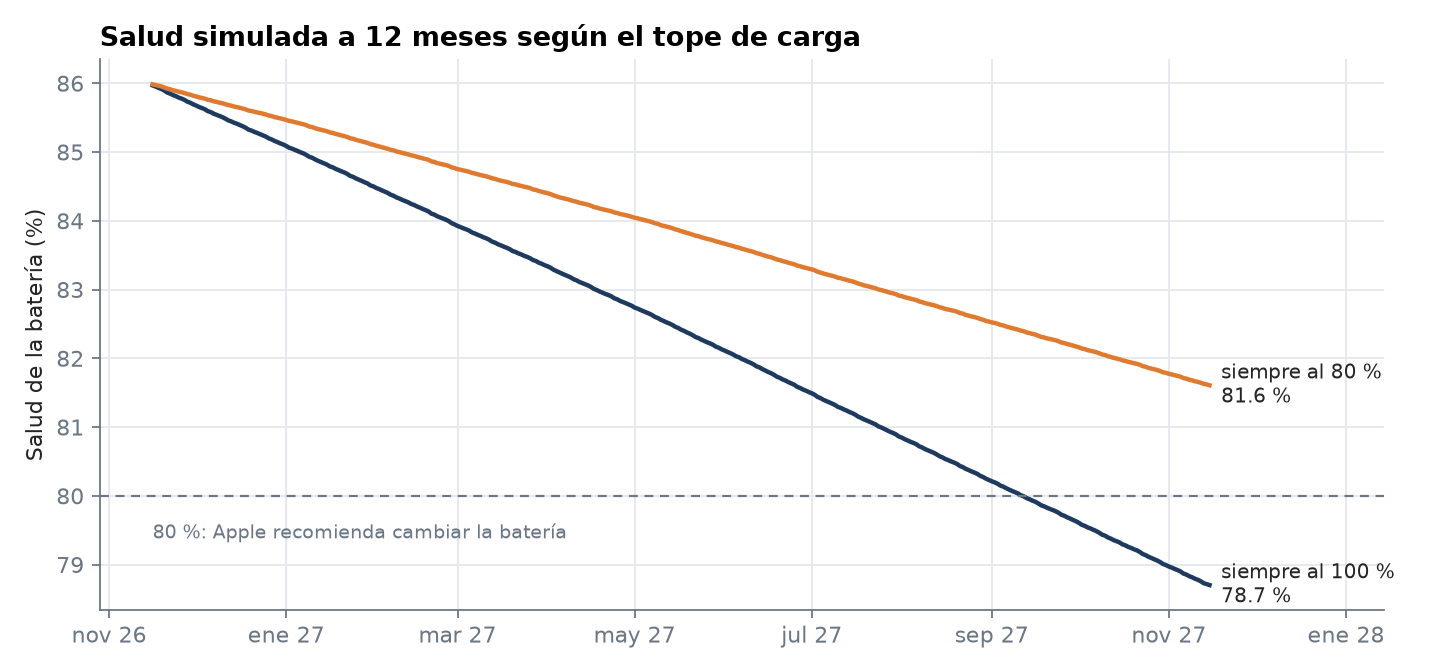 Salud simulada a 12 meses según el tope de carga
Salud de la batería (%)
86
85
84
83
82
81
80
79
siempre al 80 %
81.6 %
80 %: Apple recomienda cambiar la batería
siempre al 100 %
78.7 %
nov 26
ene 27
mar 27
may 27
jul 27
sep 27
nov 27
ene 28